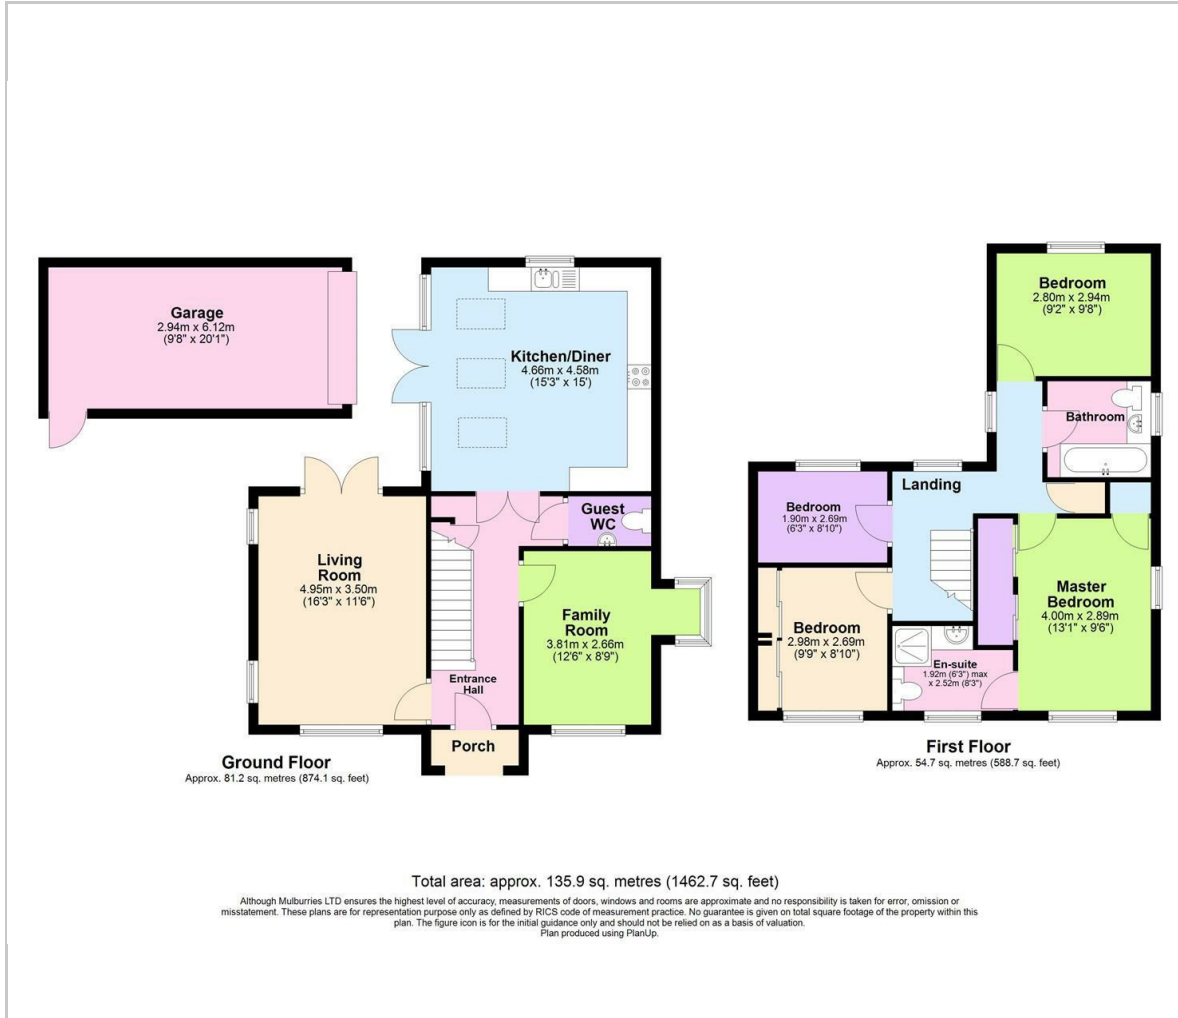 Garage
2.94m x 6.12m
(9'8" x 20'1")
Kitchen/Diner
4.66m x 4.58m
(15'3" x 15')
Guest
WC
Living
Room
4.95m x 3.50m
(16'3" x 11'6")
Family
Room
3.81m x 2.66m
(12'6" x 8'9")
Entrance
Hall
Porch
Ground Floor
Approx. 81.2 sq. metres (874.1 sq. feet)
Bedroom
2.80m x 2.94m
(9'2" x 9'8")
Bathroom
Landing
Bedroom
1.90m x 2.69m
(6'3" x 8'10")
Master
Bedroom
4.00m x 2.89m
(13'1" x 9'6")
Bedroom
2.98m x 2.69m
(9'9" x 8'10")
En-suite
1.92m (6'3") max
x 2.52m (8'3")
First Floor
Approx. 54.7 sq. metres (588.7 sq. feet)
Total area: approx. 135.9 sq. metres (1462.7 sq. feet)
Although Mulburries LTD ensures the highest level of accuracy, measurements of doors, windows and rooms are approximate and no responsibility is taken for error, omission or
misstatement. These plans are for representation purpose only as defined by RICS code of measurement practice. No guarantee is given on total square footage of the property within this
plan. The figure icon is for the initial guidance only and should not be relied on as a basis of valuation.
Plan produced using PlanUp.